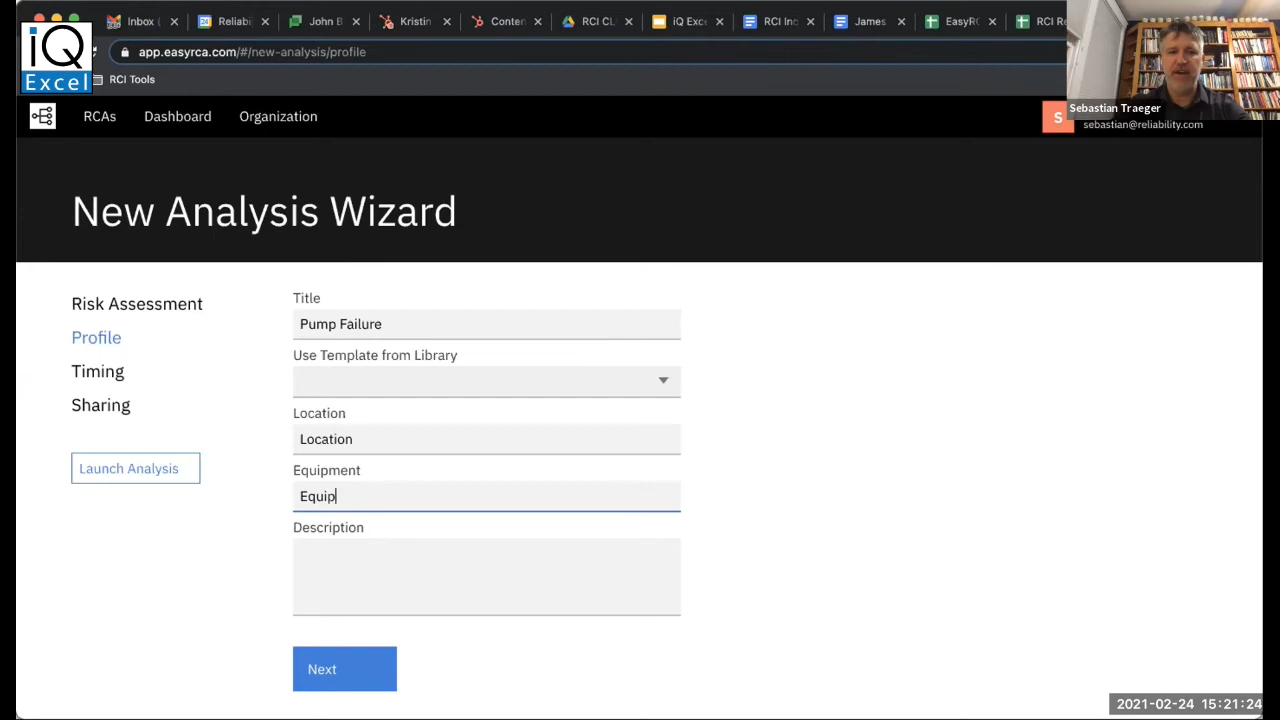 Inbox (
Reliabi
John B
Kristin
Conten
RCI CL
iQ Exce
RCI Inc
James
EasyRC
RCI Re
iQ
Excel
app.easyrca.com/#/new-analysis/profile
RCI Tools
Sebastian Traeger
RCAs
Dashboard
Organization
S
sebastian@reliability.com
New Analysis Wizard
Risk Assessment
Profile
Timing
Sharing
Launch Analysis
Title
Pump Failure
Use Template from Library
Location
Location
Equipment
Equip
Description
Next
2021-02-24 15:21:24